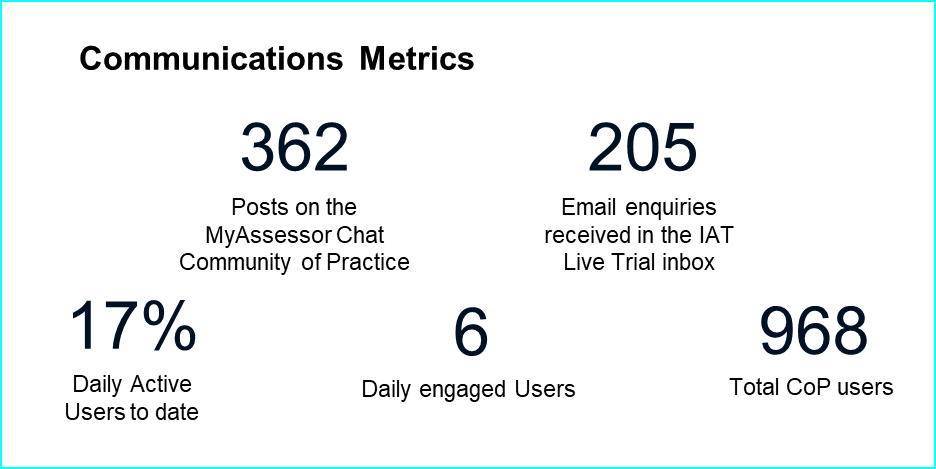 Communications Metrics
362
Posts on the
MyAssessor Chat
Community of Practice
205
Email enquiries
received in the IAT
Live Trial inbox
17%
Daily Active
Users to date
6
Daily engaged Users
968
Total CoP users